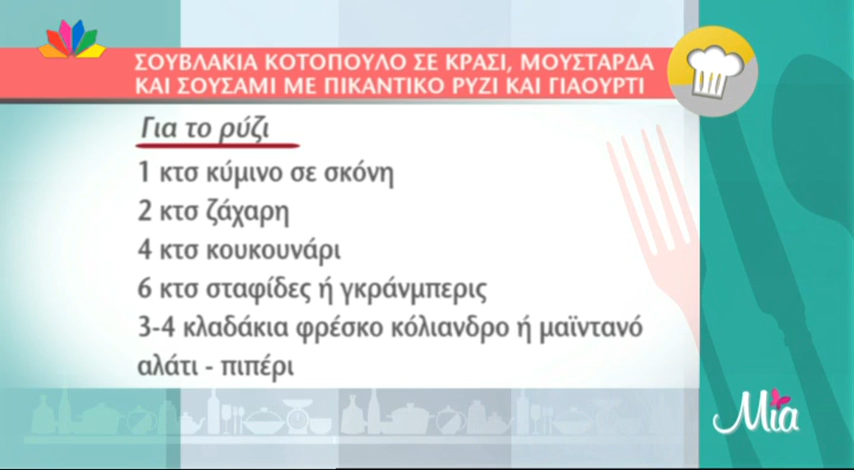 ΣΟΥΒΛΑΚΙΑ ΚΟΤΟΠΟΥΛΟ ΣΕ ΚΡΑΣΙ, ΜΟΥΣΤΑΡΔΑ
ΚΑΙ ΣΟΥΣΑΜΙ ΜΕ ΠΙΚΑΝΤΙΚΟ ΡΥΖΙ ΚΑΙ ΓΙΑΟΥΡΤΙ
Για το ρύζι
1 κτσ κύμινο σε σκόνη
2 κτσ ζάχαρη
4 κτσ κουκουνάρι
6 κτσ σταφίδες ή γκράνμπερις
3-4 κλαδάκια φρέσκο κόλιανδρο ή μαϊντανό
αλάτι - πιπέρι
Μία